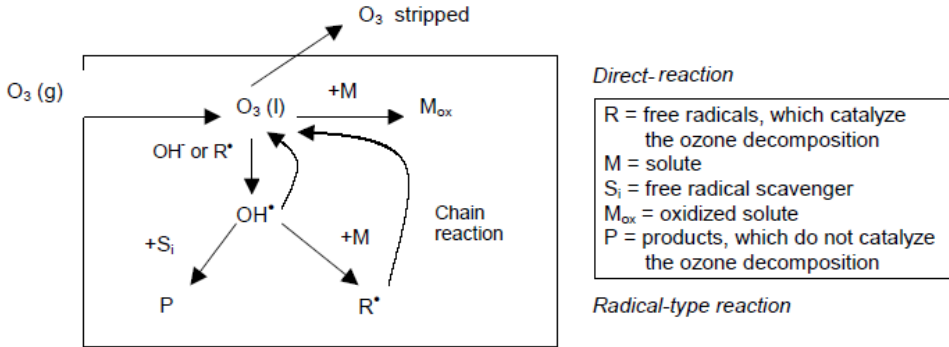 O₃ stripped
O₃ (g)
O₃ (l)
+M
Mₒₓ
OH⁻ or R•
OH•
+Sᵢ
+M
Chain
reaction
P
R•
Direct-reaction
R = free radicals, which catalyze
the ozone decomposition
M = solute
Sᵢ = free radical scavenger
Mₒₓ = oxidized solute
P = products, which do not catalyze
the ozone decomposition
Radical-type reaction